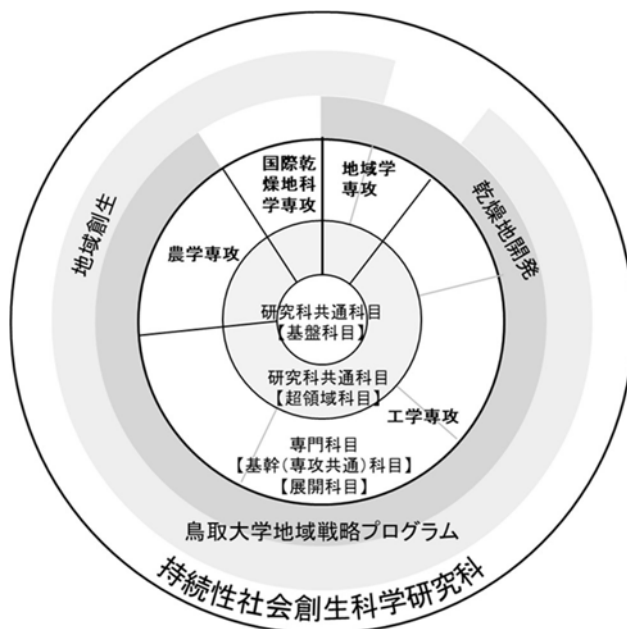 国際乾
燥地科
学専攻
地域学
専攻
地域創生
乾燥地開発
農学専攻
研究科共通科目
【基盤科目】
研究科共通科目
【超領域科目】
工学専攻
専門科目
【基幹(専攻共通)科目】
【展開科目】
鳥取大学地域戦略プログラム
持続性社会創生科学研究科